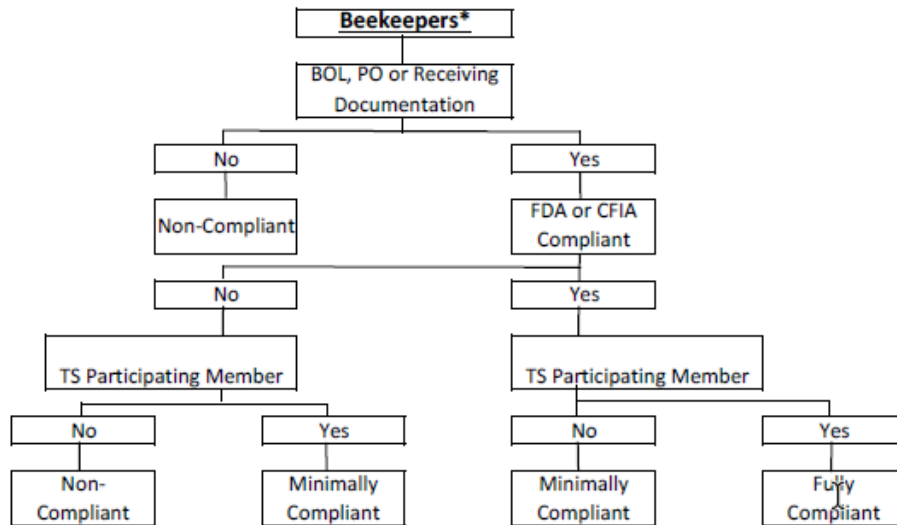 Beekeepers*
BOL, PO or Receiving
Documentation
No
Yes
Non-Compliant
FDA or CFIA
Compliant
No
Yes
TS Participating Member
TS Participating Member
No
Yes
No
Yes
Non-
Compliant
Minimally
Compliant
Minimally
Compliant
Fully
Compliant